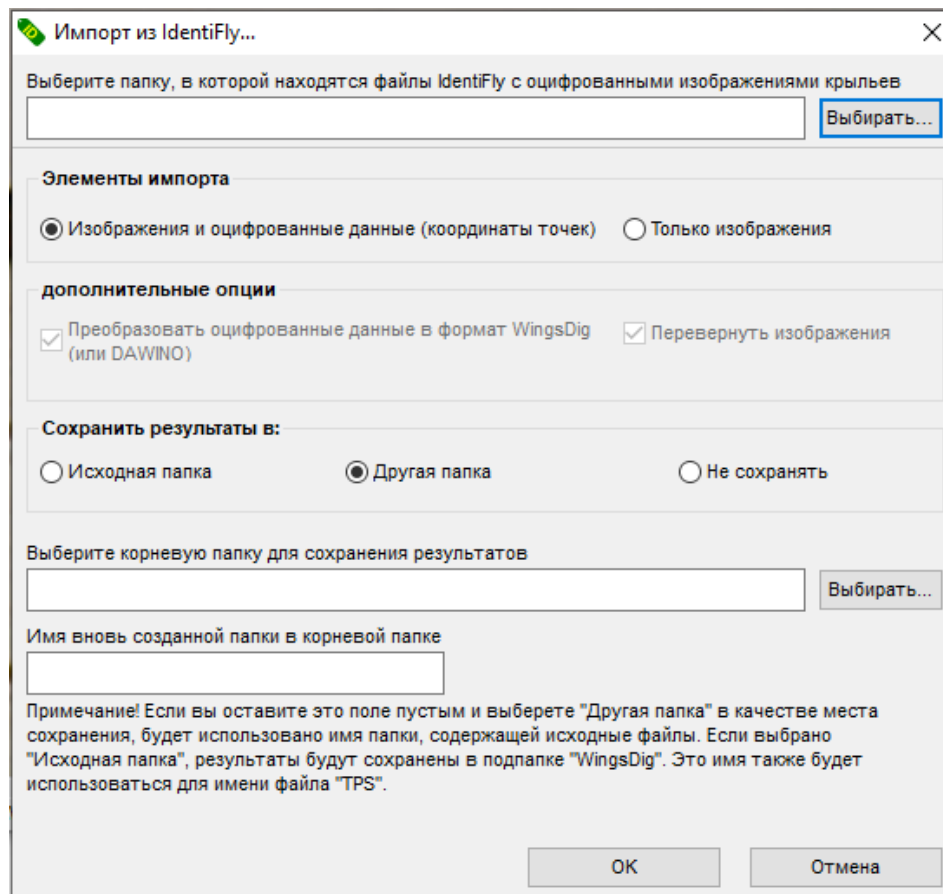 Импорт из IdentiFly...
Выберите папку, в которой находятся файлы IdentiFly с оцифрованными изображениями крыльев
Выбирать...
Элементы импорта
Изображения и оцифрованные данные (координаты точек)
Только изображения
дополнительные опции
Преобразовать оцифрованные данные в формат WingsDig
(или DAWINO)
Перевернуть изображения
Сохранить результаты в:
Исходная папка
Другая папка
Не сохранять
Выберите корневую папку для сохранения результатов
Выбирать...
Имя вновь созданной папки в корневой папке
Примечание! Если вы оставите это поле пустым и выберете "Другая папка" в качестве места
сохранения, будет использовано имя папки, содержащей исходные файлы. Если выбрано
"Исходная папка", результаты будут сохранены в подпапке "WingsDig". Это имя также будет
использоваться для имени файла "TPS".
OK
Отмена